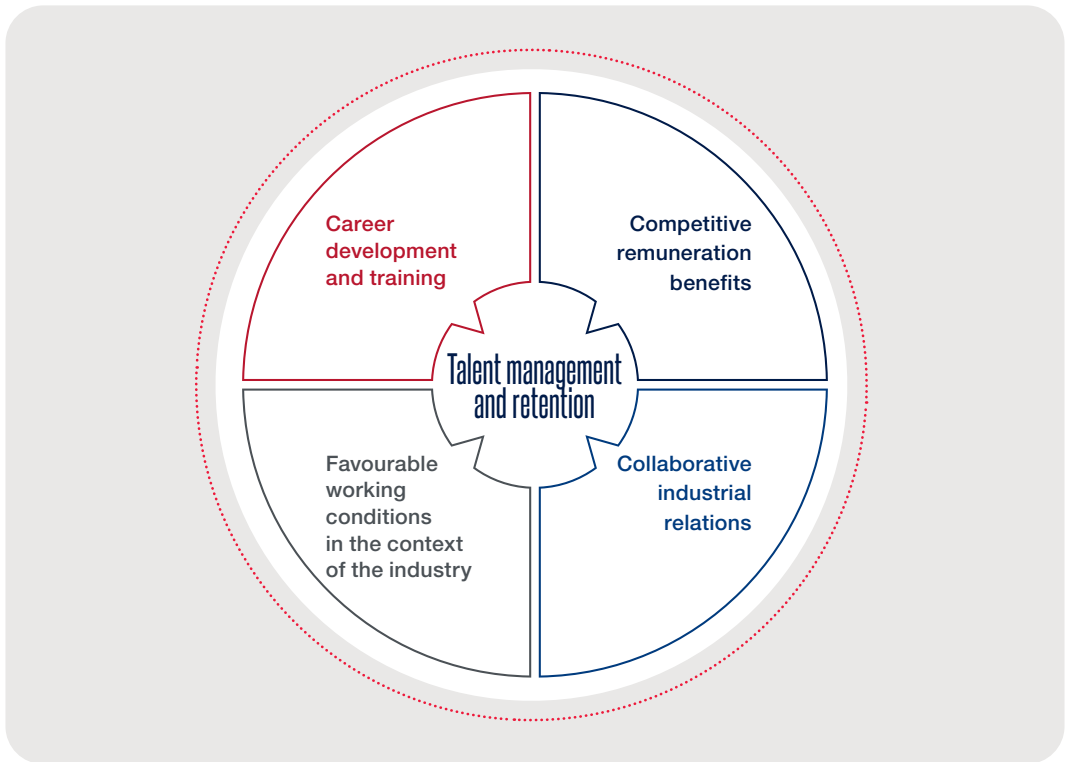 Career
development
and training
Competitive
remuneration
benefits
Talent management
and retention
Favourable
working
conditions
in the context
of the industry
Collaborative
industrial
relations